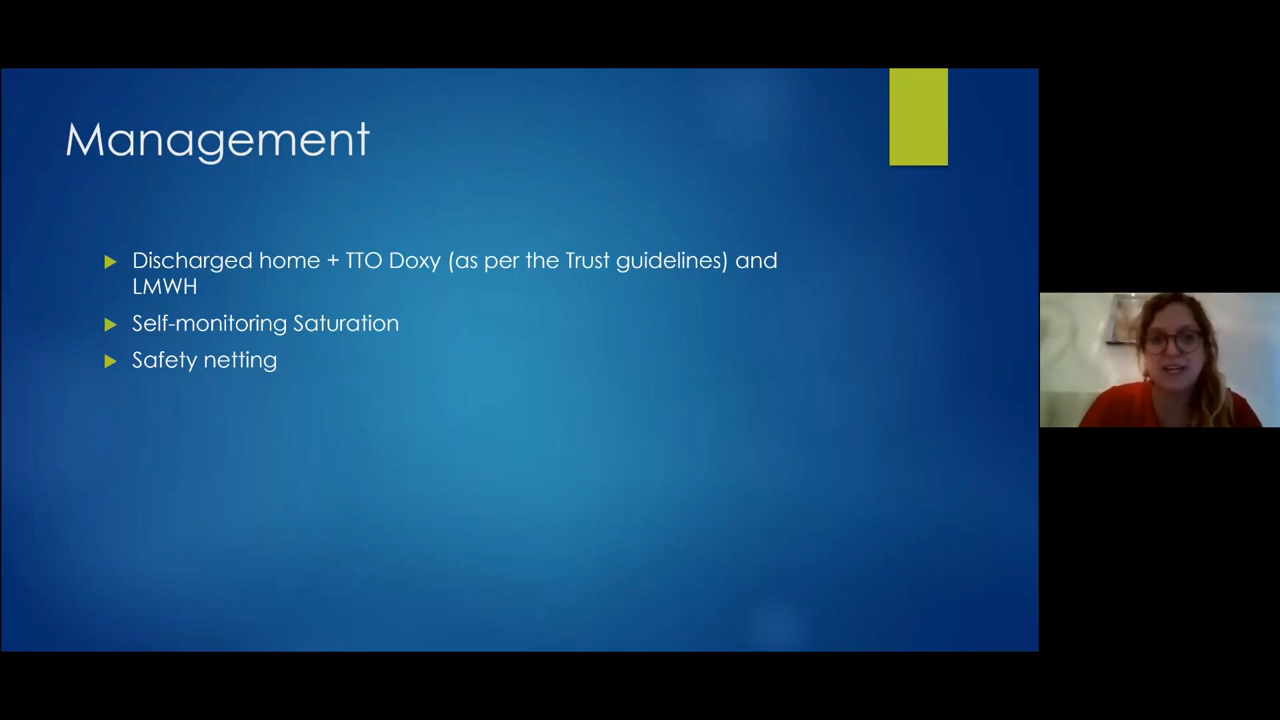 Management
Discharged home + TTO Doxy (as per the Trust guidelines) and
LMWH
Self-monitoring Saturation
Safety netting